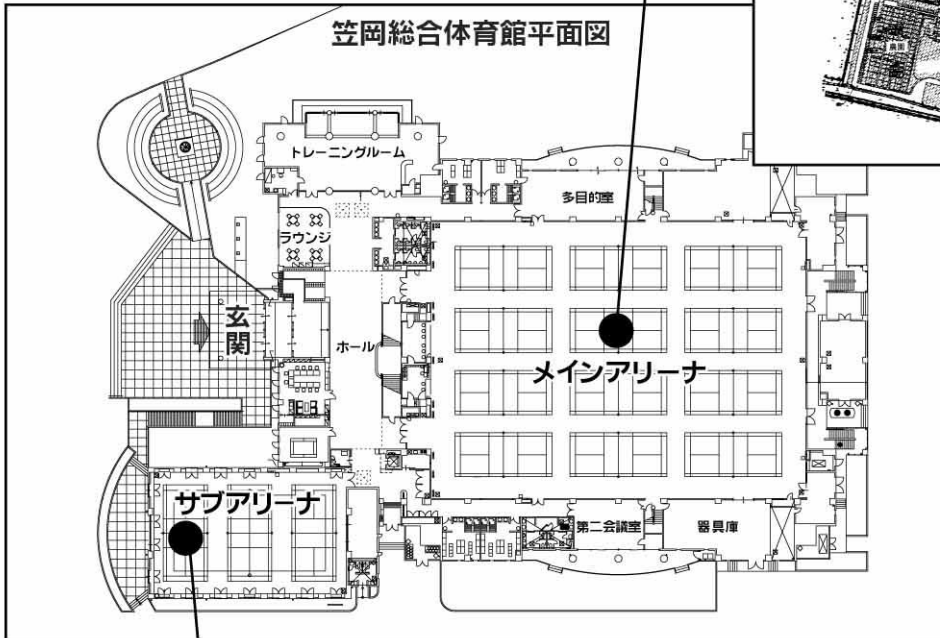 笠岡総合体育館平面図
農園
トレーニングルーム
多目的室
ラウンジ
玄関
ホール
メインアリーナ
サブアリーナ
第二会議室
器具庫